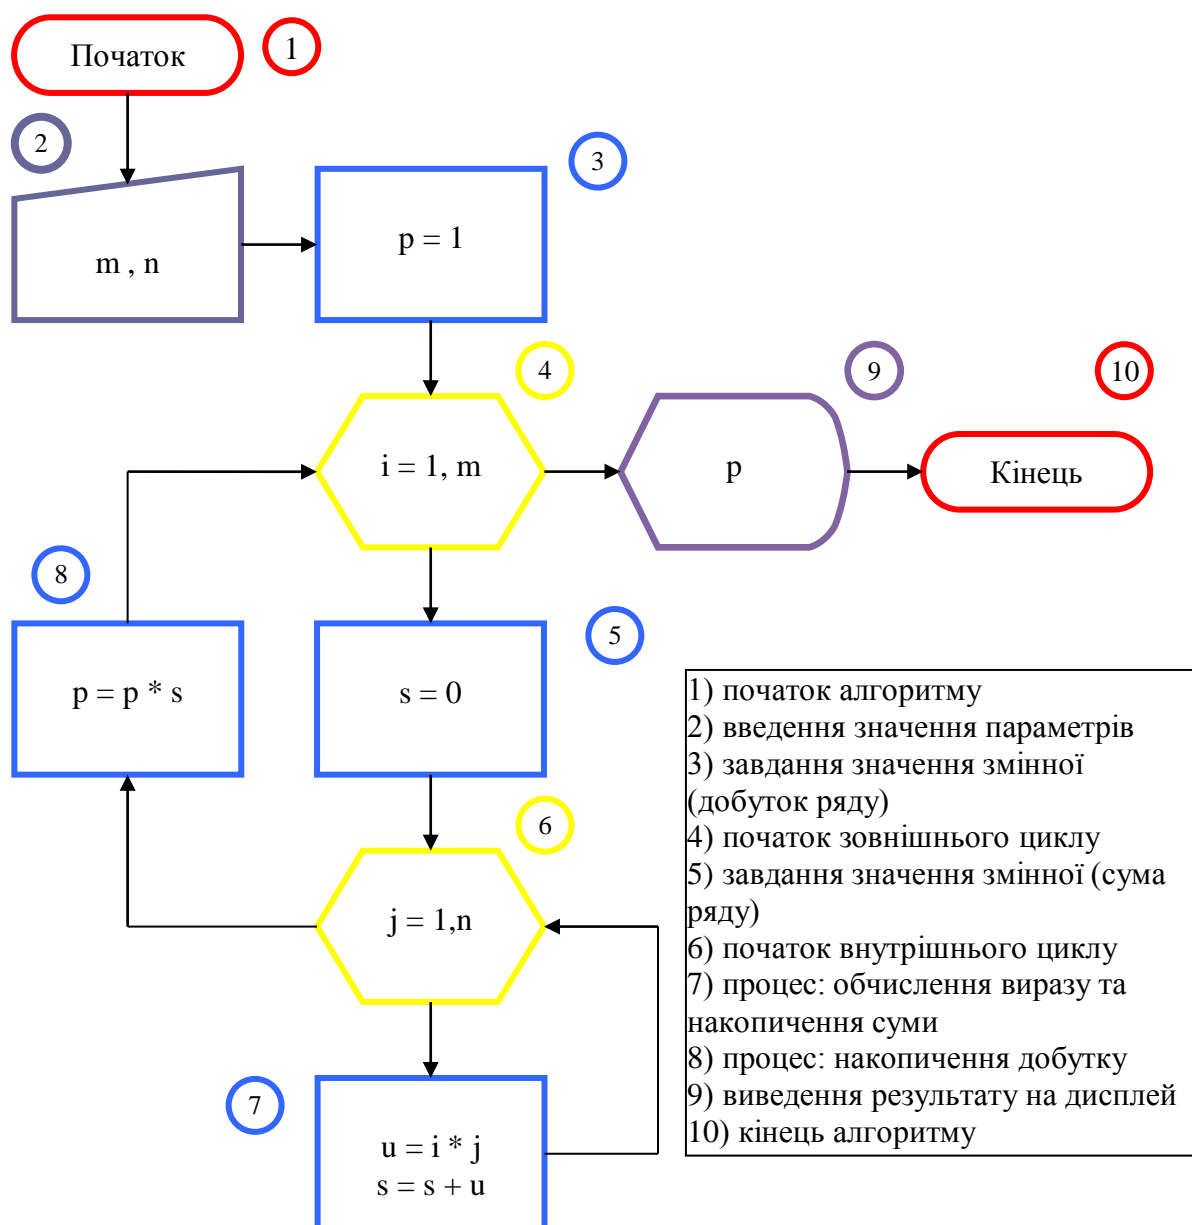 Початок
1
2
m , n
3
p = 1
4
i = 1, m
9
p
10
Кінець
8
p = p * s
5
s = 0
6
j = 1,n
7
u = i * j
s = s + u
1) початок алгоритму
2) введення значення параметрів
3) завдання значення змінної
(добуток ряду)
4) початок зовнішнього циклу
5) завдання значення змінної (сума
ряду)
6) початок внутрішнього циклу
7) процес: обчислення виразу та
накопичення суми
8) процес: накопичення добутку
9) виведення результату на дисплей
10) кінець алгоритму